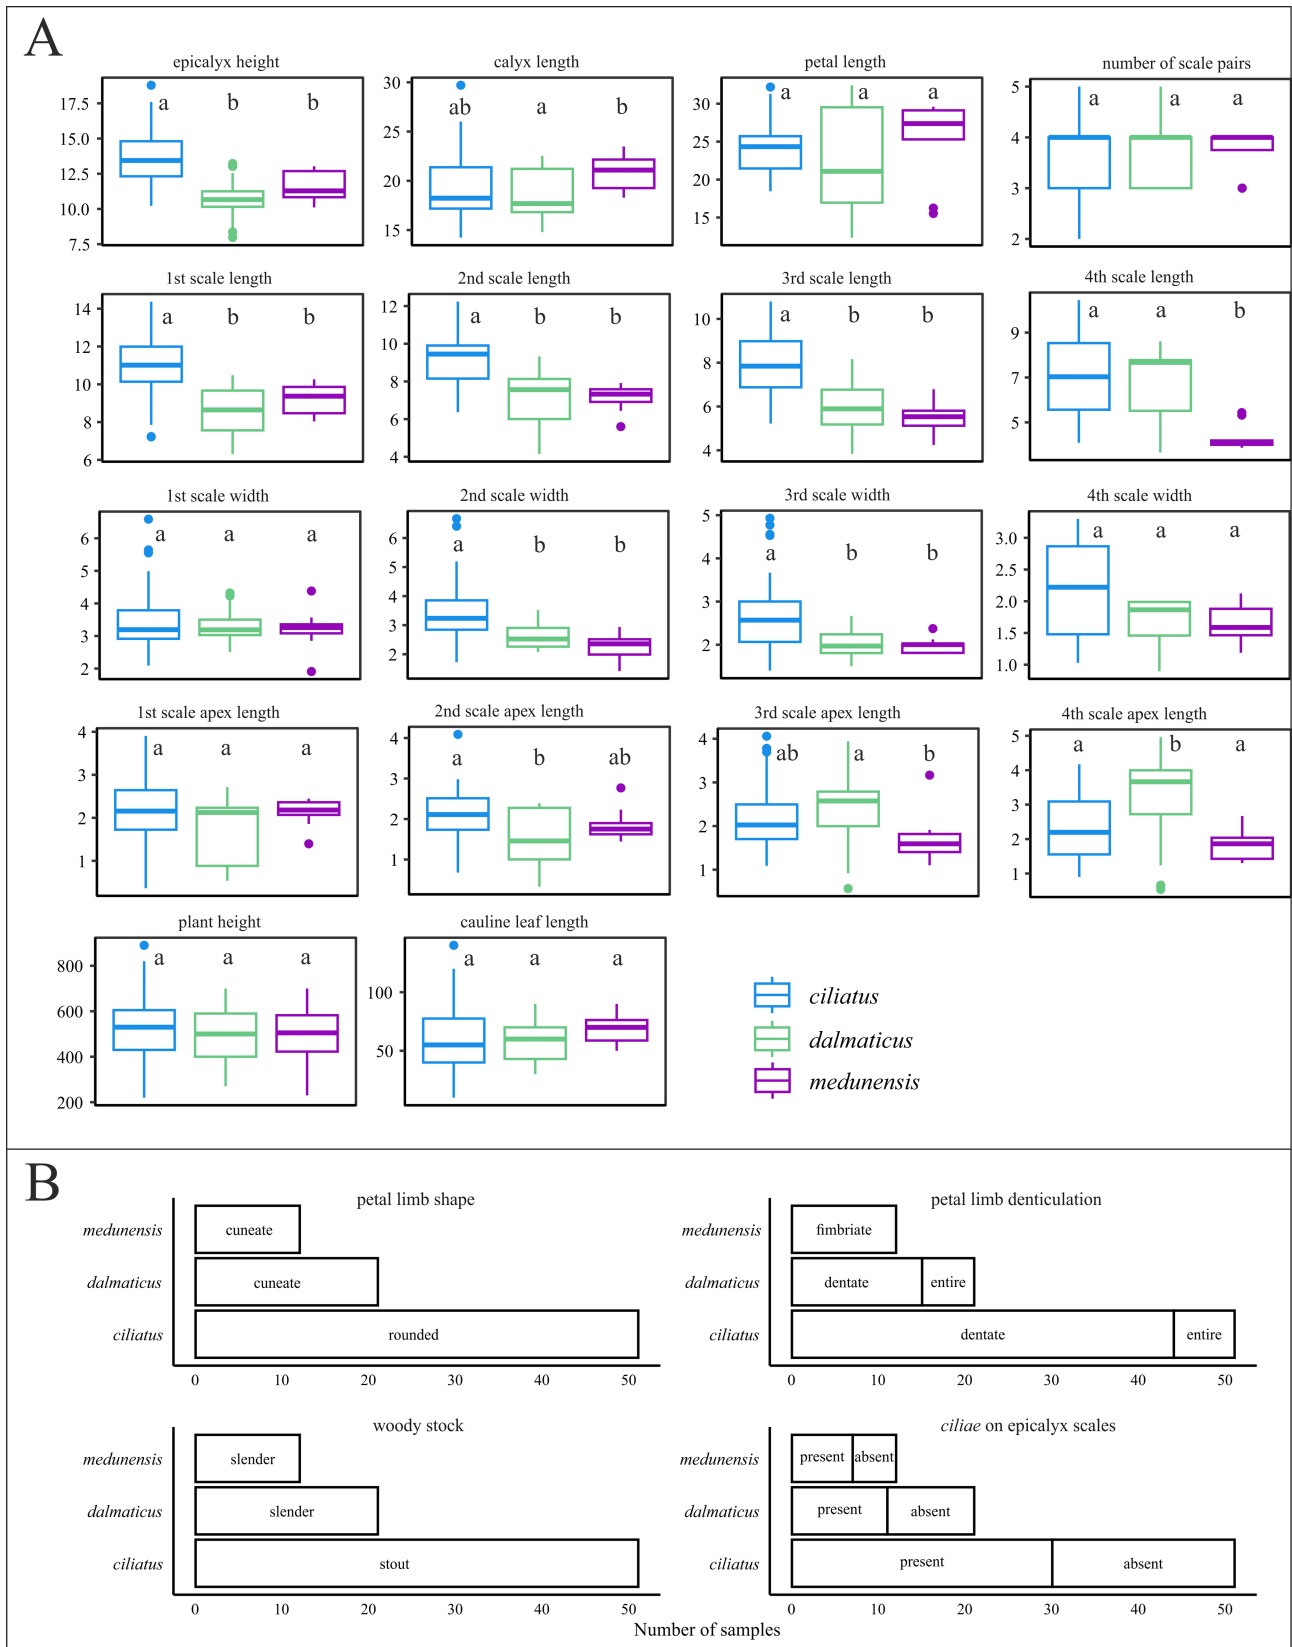 A
epicalyx height
17.5
15.0
12.5
10.0
7.5
a b b
calyx length
30
25
20
15
ab a b
petal length
30
25
20
15
a a a
number of scale pairs
5
4
3
2
a a a
1st scale length
14
12
10
8
6
a b b
2nd scale length
12
10
8
6
4
a b b
3rd scale length
10
8
6
4
a b b
4th scale length
9
7
5
a a b
1st scale width
6
5
4
3
2
a a a
2nd scale width
6
5
4
3
2
a b b
3rd scale width
5
4
3
2
a b b
4th scale width
3.0
2.5
2.0
1.5
1.0
a a a
1st scale apex length
4
3
2
1
a a a
2nd scale apex length
4
3
2
1
a b ab
3rd scale apex length
4
3
2
1
ab a b
4th scale apex length
5
4
3
2
1
a b a
plant height
800
600
400
200
a a a
cauline leaf length
100
50
a a a
ciliatus
dalmaticus
medunensis
B
petal limb shape
medunensis cuneate
dalmaticus cuneate
ciliatus rounded
0 10 20 30 40 50
petal limb denticulation
medunensis fimbriate
dalmaticus dentate entire
ciliatus dentate entire
0 10 20 30 40 50
woody stock
medunensis slender
dalmaticus slender
ciliatus stout
0 10 20 30 40 50
ciliae on epicalyx scales
medunensis present absent
dalmaticus present absent
ciliatus present absent
0 10 20 30 40 50
Number of samples